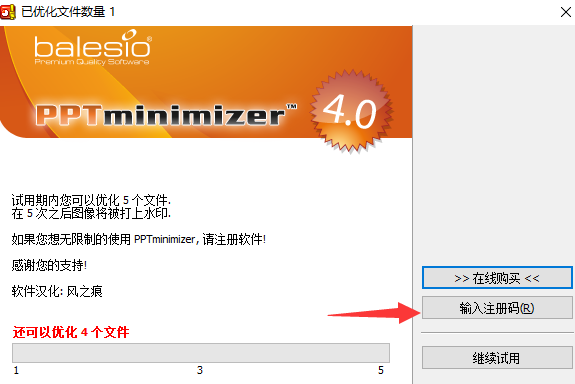 已优化文件数量 1
balesio®
Premium Quality Software
PPTminimizer™
4.0
试用期内您可以优化 5 个文件.
在 5 次之后图像将被打上水印.
如果您想无限制的使用 PPTminimizer, 请注册软件!
感谢您的支持!
软件汉化: 风之痕
还可以优化 4 个文件
1 3 5
>> 在线购买 <<
输入注册码(R)
继续试用